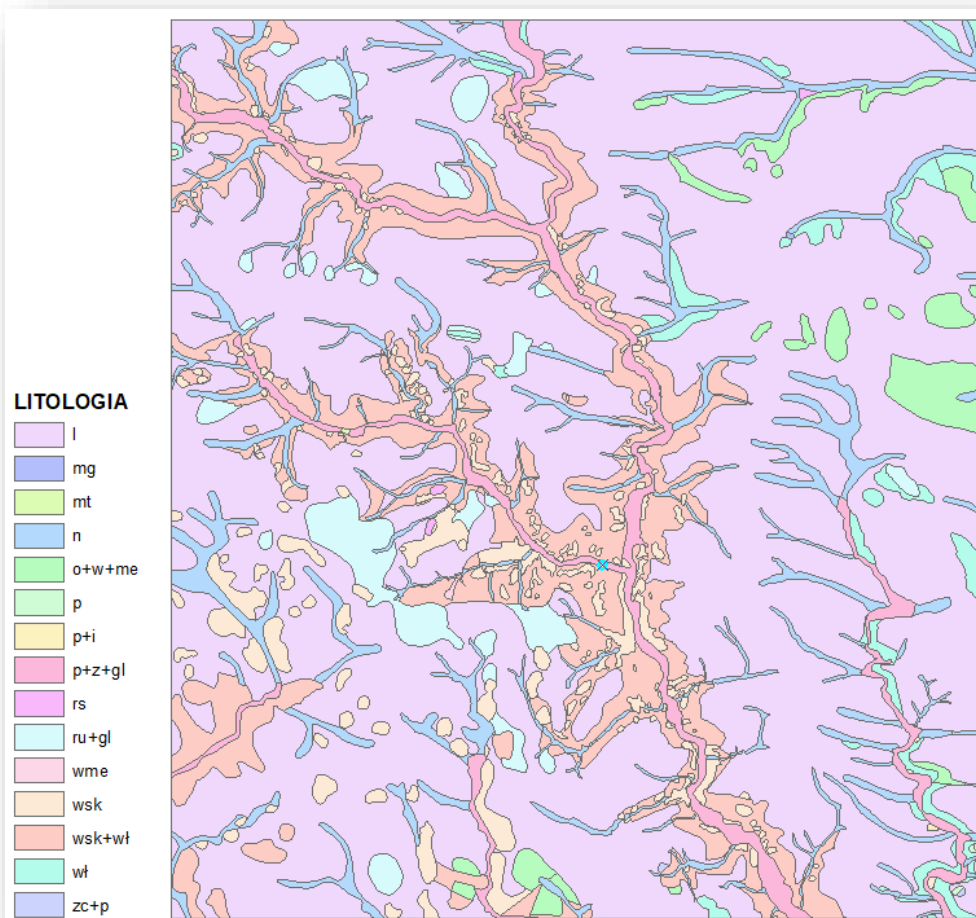 LITOLOGIA
l
mg
mt
n
o+w+me
p
p+i
p+z+gl
rs
ru+gl
wme
wsk
wsk+wł
wł
zc+p